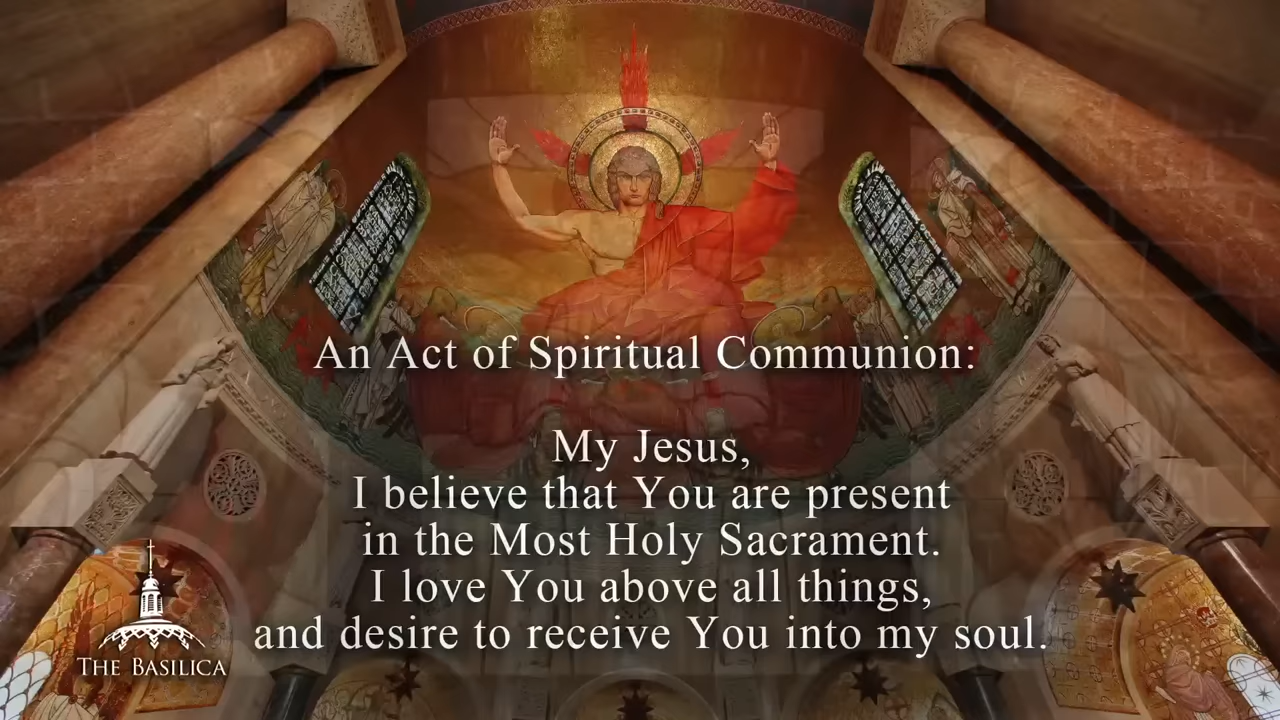 An Act of Spiritual Communion:
My Jesus,
I believe that You are present
in the Most Holy Sacrament.
I love You above all things,
and desire to receive You into my soul.
THE BASILICA